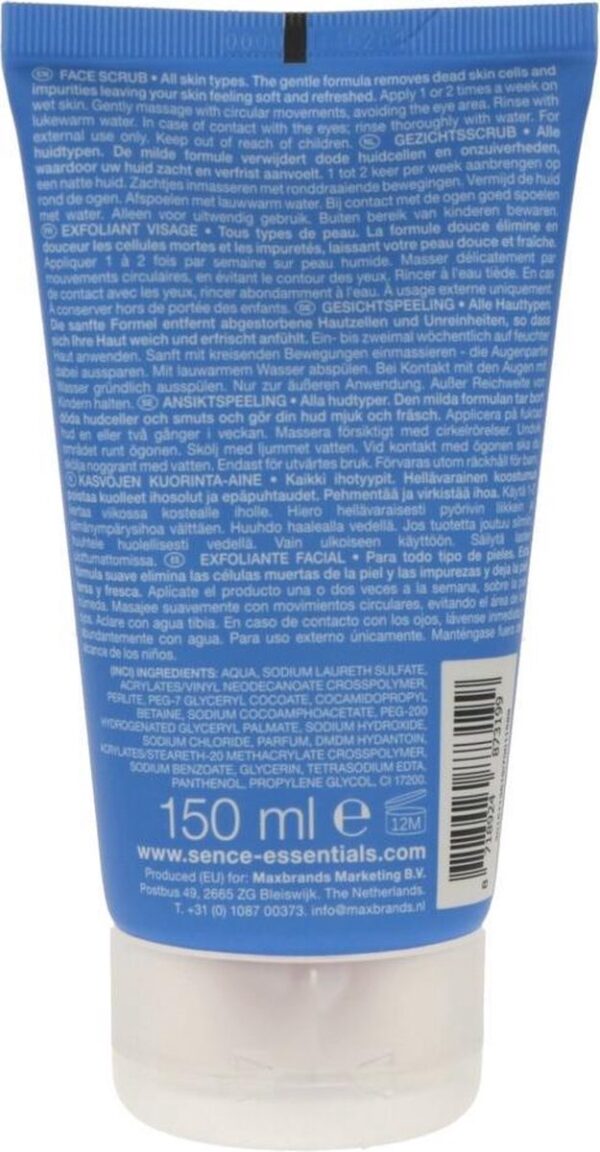 EN FACE SCRUB • All skin types. The gentle formula removes dead skin cells and
impurities leaving your skin feeling soft and refreshed. Apply 1 or 2 times a week on
wet skin. Gently massage with circular movements, avoiding the eye area. Rinse with
lukewarm water. In case of contact with the eyes; rinse thoroughly with water. For
external use only. Keep out of reach of children. NL GEZICHTSSCRUB • Alle
huidtypen. De milde formule verwijdert dode huidcellen en onzuiverheden,
waardoor uw huid zacht en verfrist aanvoelt. 1 tot 2 keer per week aanbrengen op
een natte huid. Zachtjes inmasseren met ronddraaiende bewegingen. Vermijd de huid
rond de ogen. Afspoelen met lauwwarm water. Bij contact met de ogen goed spoelen
met water. Alleen voor uitwendig gebruik. Buiten bereik van kinderen bewaren.
FR EXFOLIANT VISAGE • Tous types de peau. La formule douce élimine en
douceur les cellules mortes et les impuretés, laissant votre peau douce et fraîche.
Appliquer 1 à 2 fois par semaine sur peau humide. Masser délicatement par
mouvements circulaires, en évitant le contour des yeux. Rincer à l'eau tiède. En cas
de contact avec les yeux, rincer abondamment à l'eau. À usage externe uniquement.
À conserver hors de portée des enfants. DE GESICHTSPEELING • Alle Hauttypen.
Die sanfte Formel entfernt abgestorbene Hautzellen und Unreinheiten, so dass
sich Ihre Haut weich und erfrischt anfühlt. Ein- bis zweimal wöchentlich auf feuchter
Haut anwenden. Sanft mit kreisenden Bewegungen einmassieren - die Augenpartie
dabei aussparen. Mit lauwarmem Wasser abspülen. Bei Kontakt mit den Augen mit
Wasser gründlich ausspülen. Nur zur äußeren Anwendung. Außer Reichweite von
Kindern halten. SE ANSIKTSPEELING • Alla hudtyper. Den milda formulan tar bort
döda hudceller och smuts och gör din hud mjuk och fräsch. Applicera på fuktad
hud en eller två gånger i veckan. Massera försiktigt med cirkelrörelser. Undvik
området runt ögonen. Skölj med ljummet vatten. Vid kontakt med ögonen ska du
skölja noggrant med vatten. Endast för utvärtes bruk. Förvaras utom räckhåll för barn.
FI KASVOJEN KUORINTA-AINE • Kaikki ihotyypit. Hellävarainen koostumus
poistaa kuolleet ihosolut ja epäpuhtaudet. Pehmentää ja virkistää ihoa. Käytä 1-2
kertaa viikossa kostealle iholle. Hiero hellävaraisesti pyörivin liikkein
silmänympärysihoa välttäen. Huuhdo haalealla vedellä. Jos tuotetta joutuu silmiin,
huuhtele huolellisesti vedellä. Vain ulkoiseen käyttöön. Säilytä lasten
ulottumattomissa. ES EXFOLIANTE FACIAL • Para todo tipo de pieles. Esta
fórmula suave elimina las células muertas de la piel y las impurezas y deja la piel
tersa y fresca. Aplicate el producto una o dos veces a la semana, sobre la piel
húmeda. Masajee suavemente con movimientos circulares, evitando el área de los
ojos. Aclare con agua tibia. En caso de contacto con los ojos, lávense inmediata y
abundantemente con agua. Para uso externo únicamente. Manténgase fuera del
alcance de los niños.
(INCI) INGREDIENTS: AQUA, SODIUM LAURETH SULFATE,
ACRYLATES/VINYL NEODECANOATE CROSSPOLYMER,
PERLITE, PEG-7 GLYCERYL COCOATE, COCAMIDOPROPYL
BETAINE, SODIUM COCOAMPHOACETATE, PEG-200
HYDROGENATED GLYCERYL PALMATE, SODIUM HYDROXIDE,
SODIUM CHLORIDE, PARFUM, DMDM HYDANTOIN,
ACRYLATES/STEARETH-20 METHACRYLATE CROSSPOLYMER,
SODIUM BENZOATE, GLYCERIN, TETRASODIUM EDTA,
PANTHENOL, PROPYLENE GLYCOL, CI 17200.
150 ml e 12M
www.sence-essentials.com
Produced (EU) for: Maxbrands Marketing B.V.
Postbus 49, 2665 ZG Bleiswijk. The Netherlands.
T. +31 (0) 1087 00373. info@maxbrands.nl
8 718924 873199